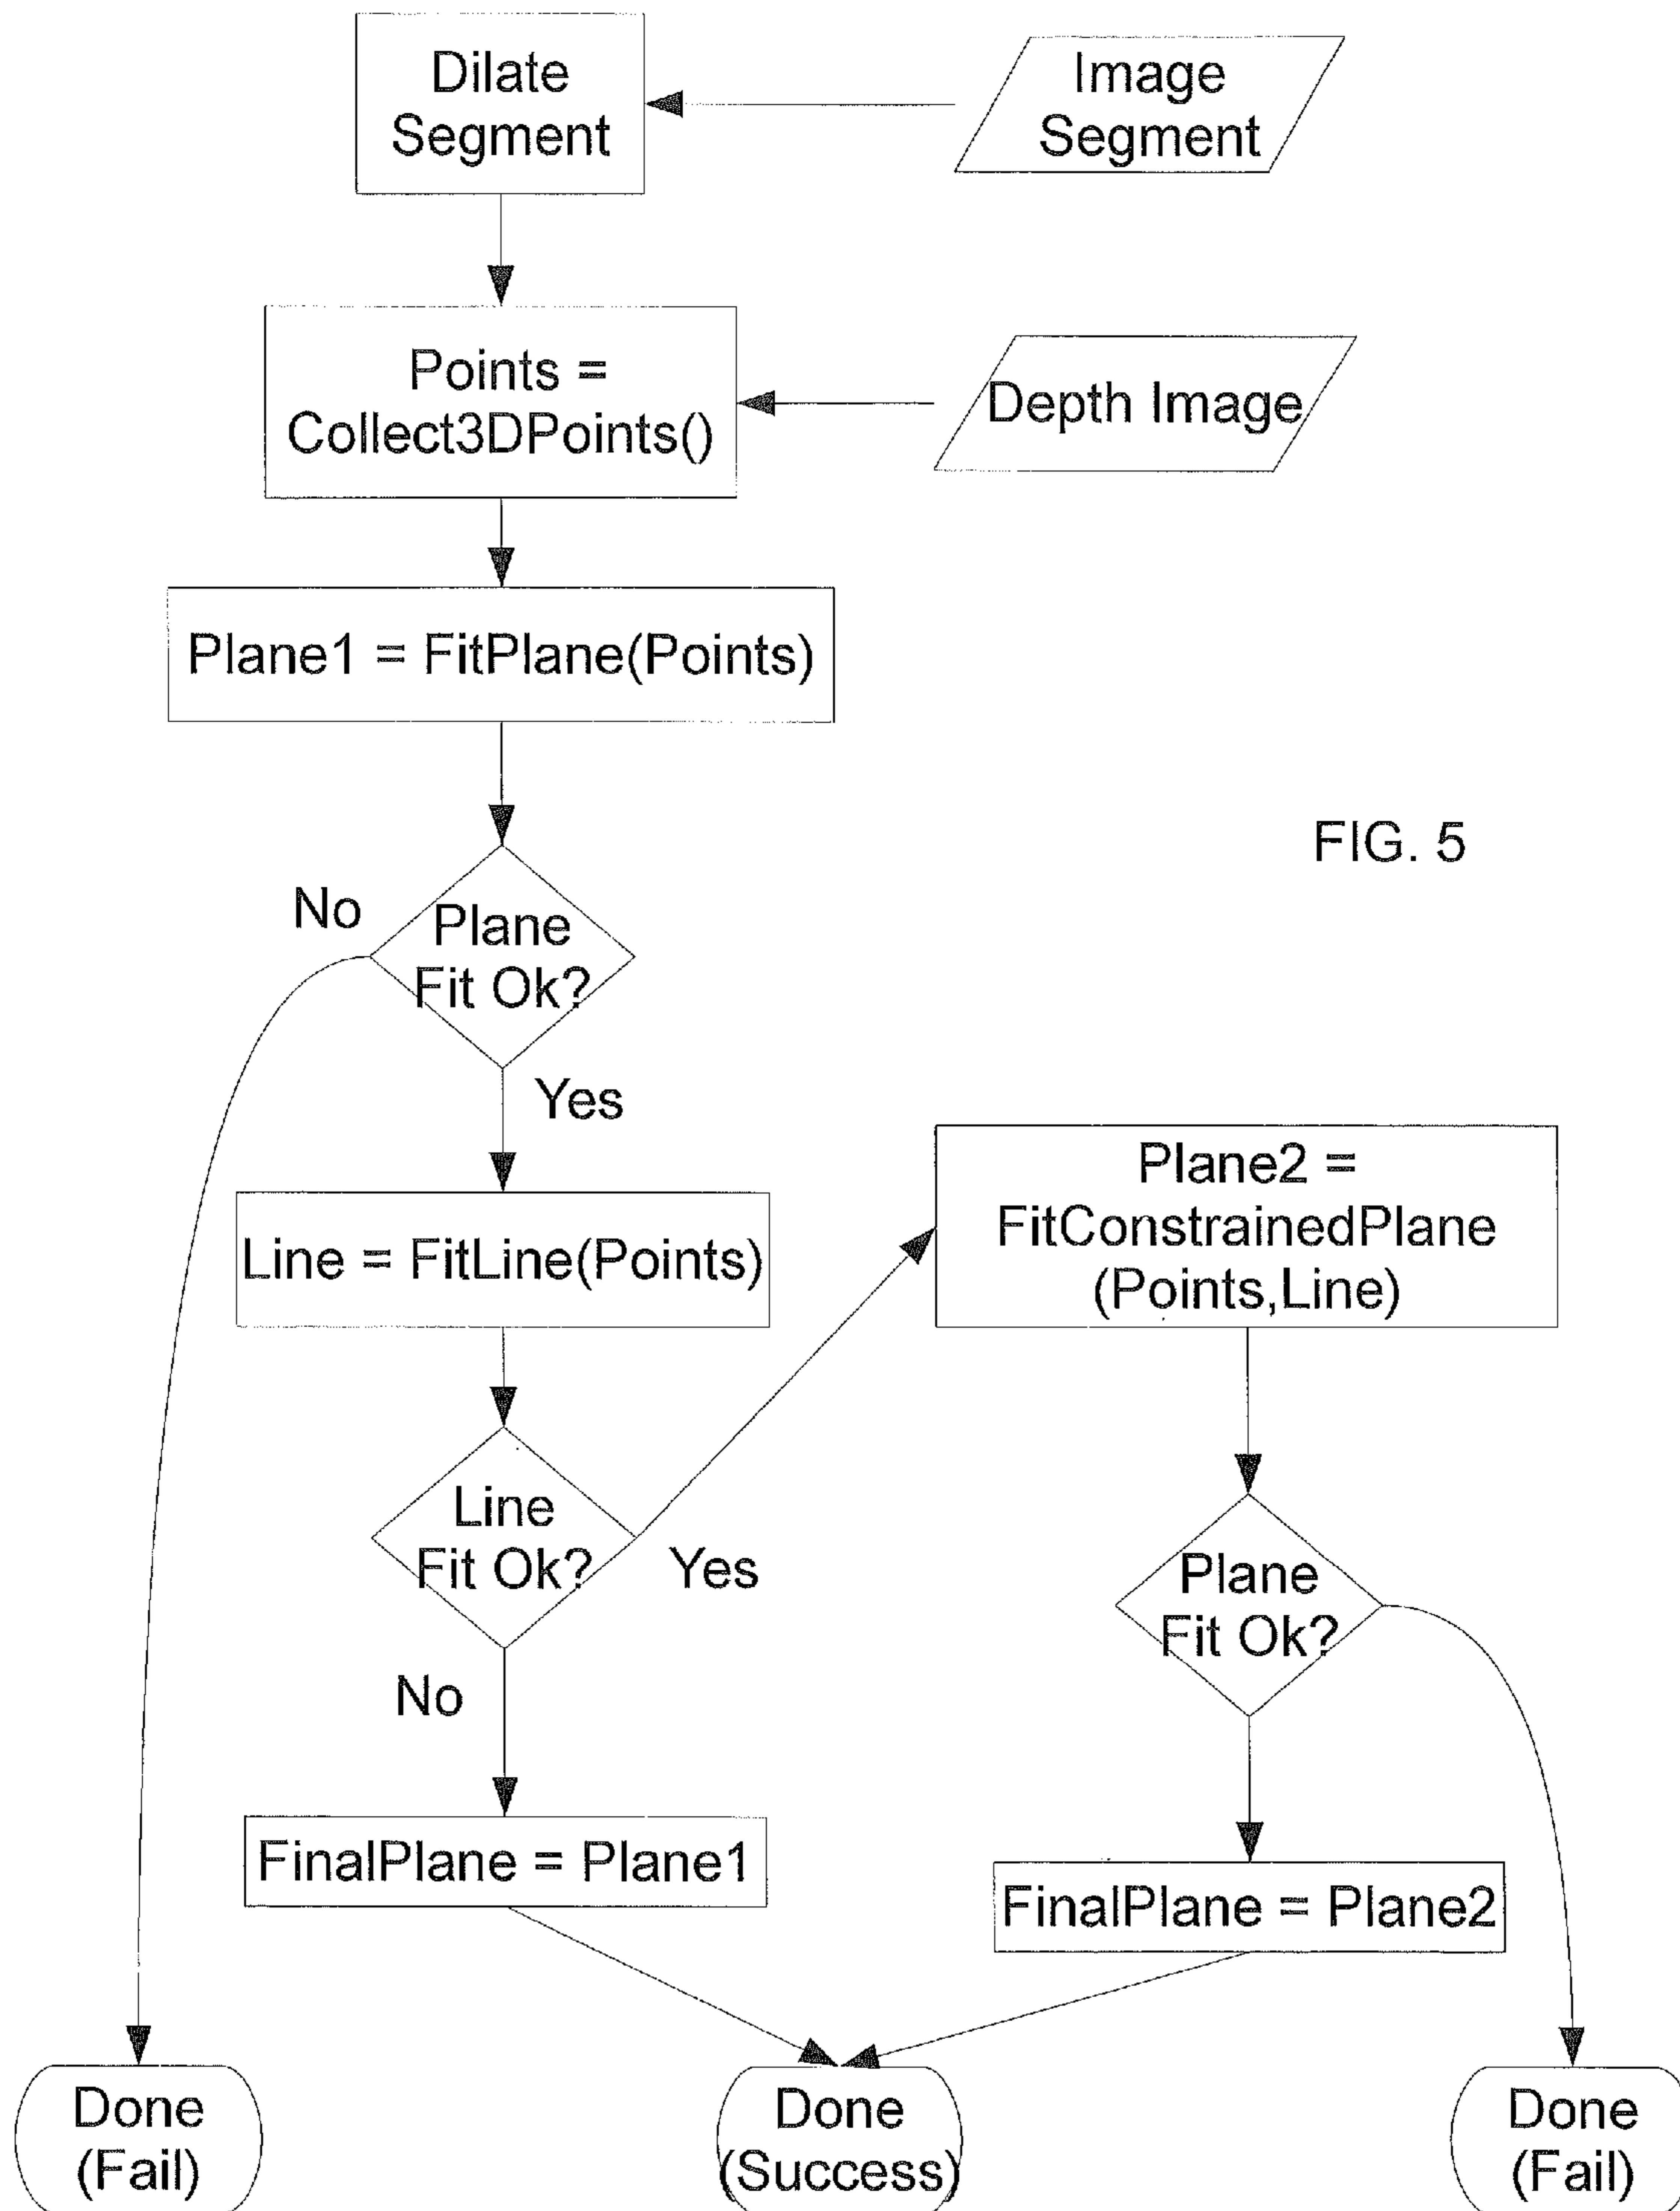 Dilate
Segment
Image
Segment
Points =
Collect3DPoints()
Depth Image
Plane1 = FitPlane(Points)
FIG. 5
No
Plane
Fit Ok?
Yes
Line = FitLine(Points)
Plane2 =
FitConstrainedPlane
(Points,Line)
Line
Fit Ok?
Yes
No
Plane
Fit Ok?
FinalPlane = Plane1
FinalPlane = Plane2
Done
(Fail)
Done
(Success)
Done
(Fail)